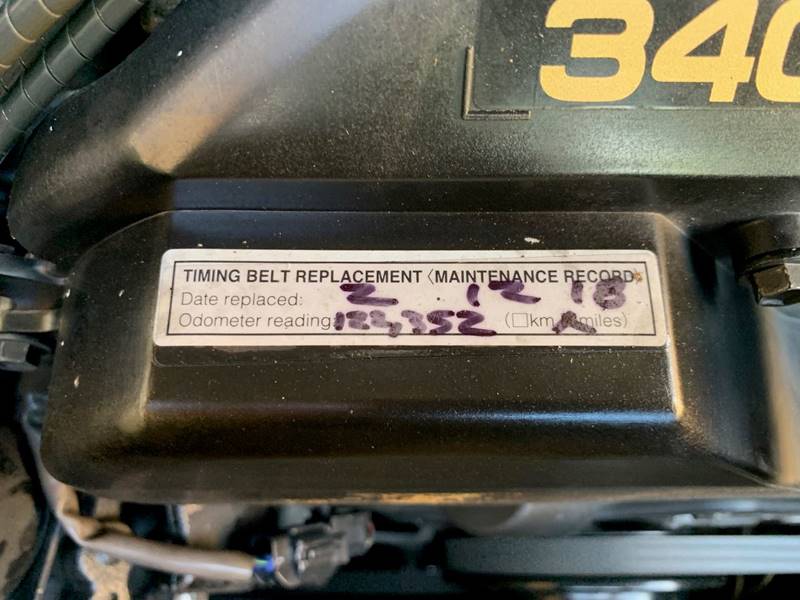 340
TIMING BELT REPLACEMENT 〈MAINTENANCE RECORD〉
Date replaced: 2 12 18
Odometer reading: 123,352 (□km miles)